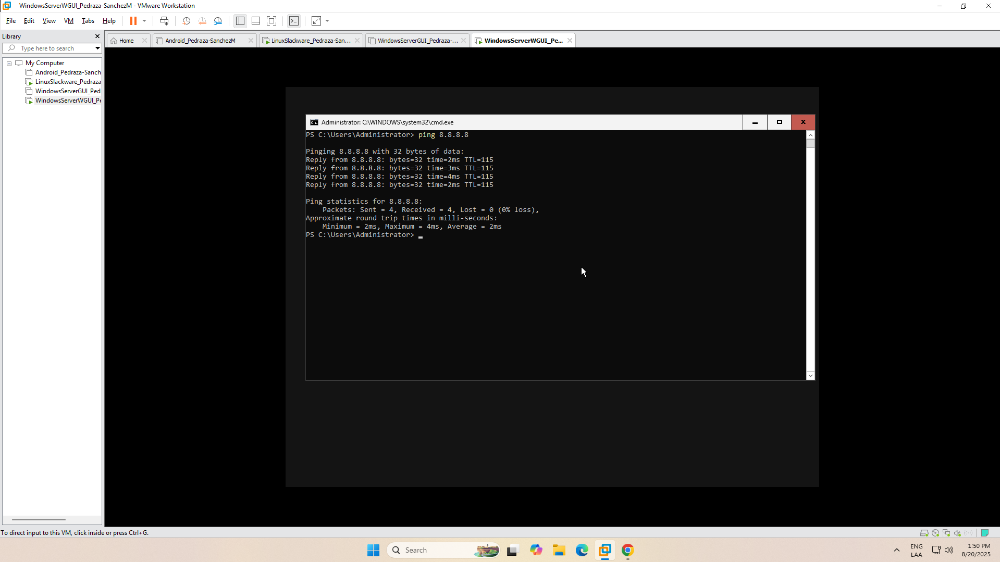 WindowsServerWGUI_Pedraza-SanchezM - VMware Workstation
File Edit View VM Tabs Help
Library
Type here to search
My Computer
Android_Pedraza-Sanch
LinuxSlackware_Pedraza
WindowsServerGUI_Ped
WindowsServerWGUI_Pe
Home
Android_Pedraza-SanchezM
LinuxSlackware_Pedraza-San...
WindowsServerGUI_Pedraza-...
WindowsServerWGUI_Pe...
Administrator: C:\WINDOWS\system32\cmd.exe
PS C:\Users\Administrator> ping 8.8.8.8
Pinging 8.8.8.8 with 32 bytes of data:
Reply from 8.8.8.8: bytes=32 time=2ms TTL=115
Reply from 8.8.8.8: bytes=32 time=3ms TTL=115
Reply from 8.8.8.8: bytes=32 time=4ms TTL=115
Reply from 8.8.8.8: bytes=32 time=2ms TTL=115
Ping statistics for 8.8.8.8:
Packets: Sent = 4, Received = 4, Lost = 0 (0% loss),
Approximate round trip times in milli-seconds:
Minimum = 2ms, Maximum = 4ms, Average = 2ms
PS C:\Users\Administrator>
To direct input to this VM, click inside or press Ctrl+G.
Search
ENG
LAA
1:50 PM
8/20/2025